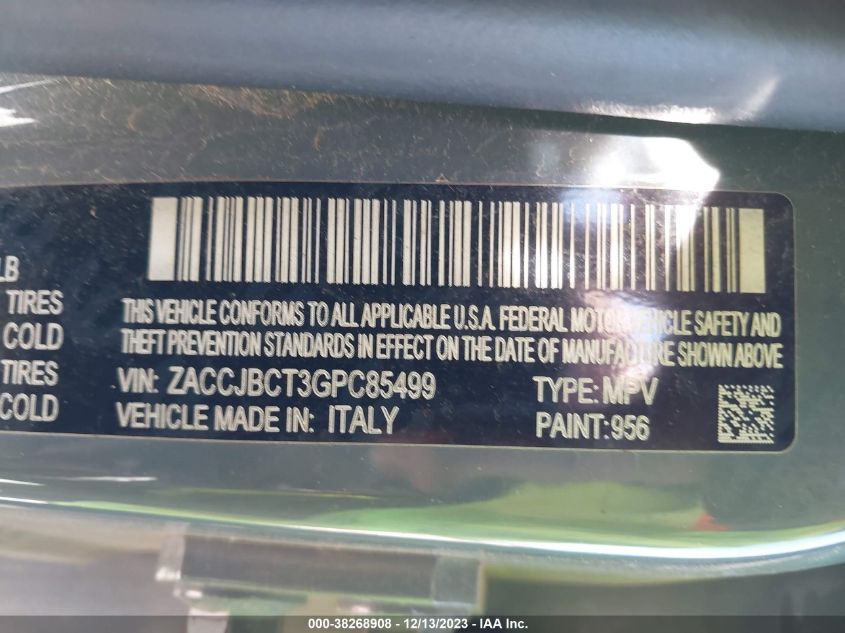 LB
TIRES
COLD
TIRES
COLD
THIS VEHICLE CONFORMS TO ALL APPLICABLE U.S.A. FEDERAL MOTOR VEHICLE SAFETY AND
THEFT PREVENTION STANDARDS IN EFFECT ON THE DATE OF MANUFACTURE SHOWN ABOVE
VIN: ZACCJBCT3GPC85499 TYPE: MPV
VEHICLE MADE IN: ITALY PAINT:956
000-38268908 - 12/13/2023 - IAA Inc.